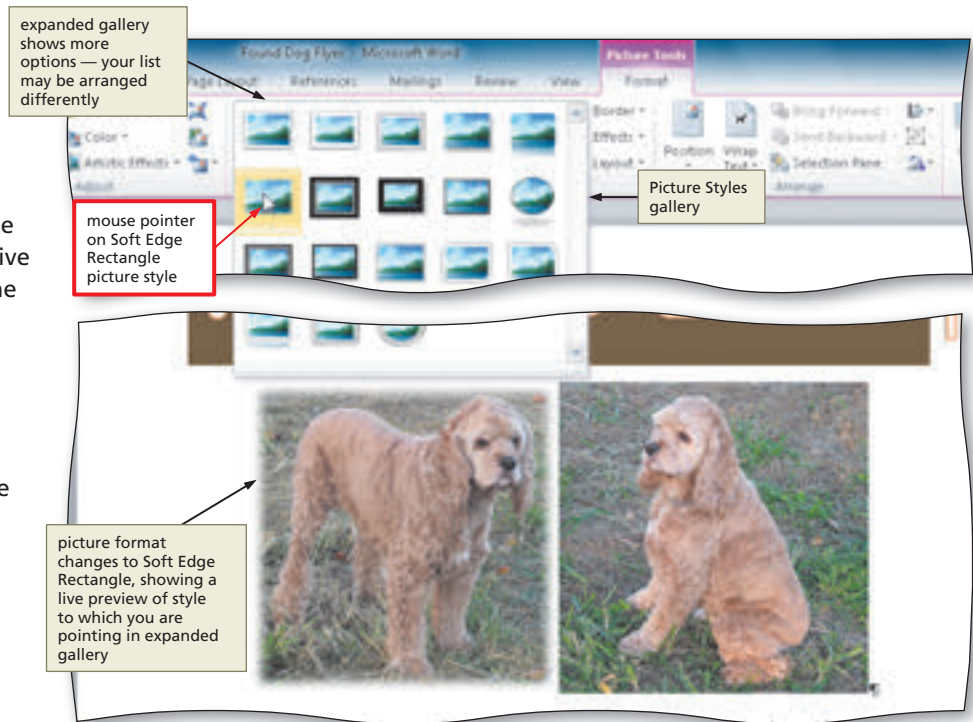 expanded gallery
shows more
options — your list
may be arranged
differently
Found Dog Flyer - Microsoft Word
Picture Tools
Page Layout References Mailings Review View Format
Color
Artistic Effects
Adjust
Border
Effects
Layout
Position
Wrap
Text
Bring Forward
Send Backward
Selection Pane
Arrange
Picture Styles
gallery
mouse pointer
on Soft Edge
Rectangle
picture style
picture format
changes to Soft Edge
Rectangle, showing a
live preview of style
to which you are
pointing in expanded
gallery